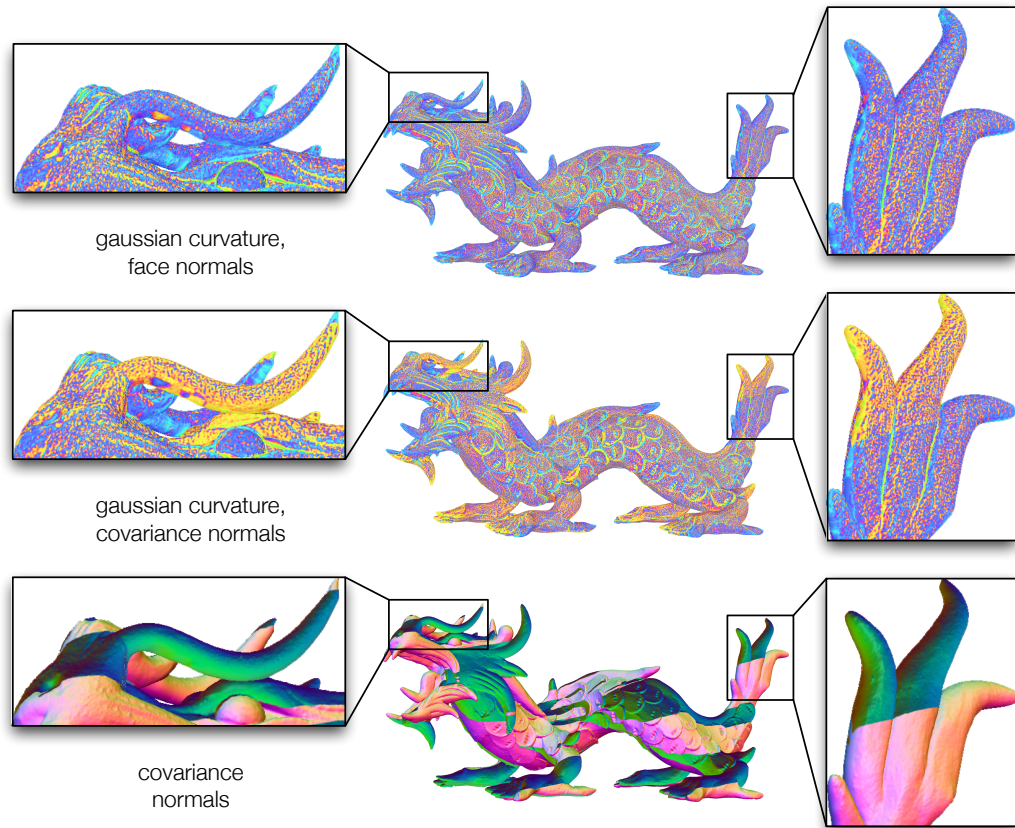 gaussian curvature,
face normals
gaussian curvature,
covariance normals
covariance
normals